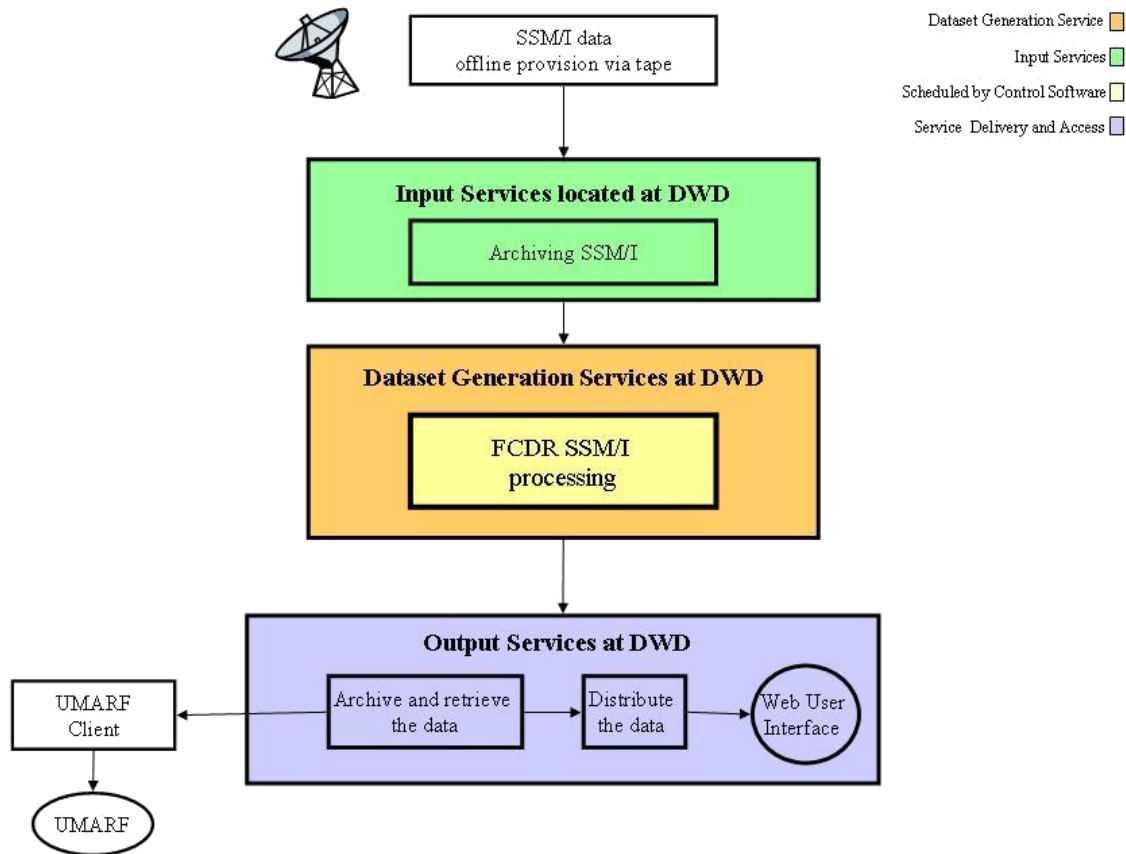 SSM/I data
offline provision via tape
Dataset Generation Service
Input Services
Scheduled by Control Software
Service Delivery and Access
Input Services located at DWD
Archiving SSM/I
Dataset Generation Services at DWD
FCDR SSM/I
processing
Output Services at DWD
Archive and retrieve
the data
Distribute
the data
Web User
Interface
UMARF
Client
UMARF